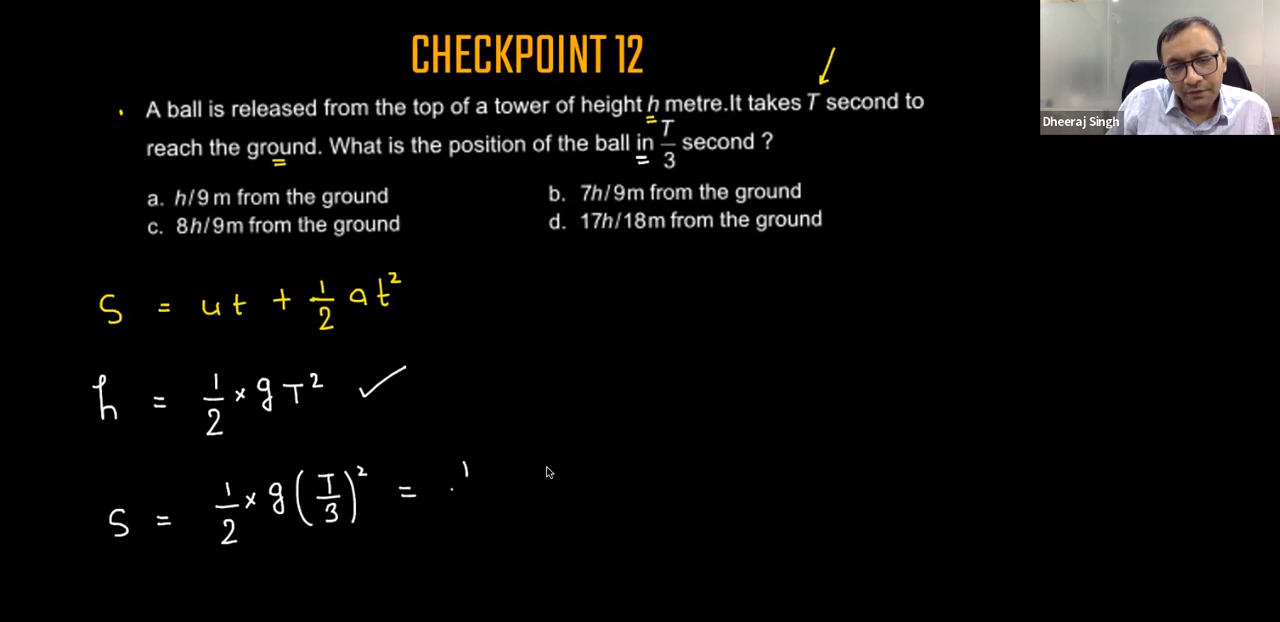 CHECKPOINT 12
A ball is released from the top of a tower of height h metre.It takes T second to
reach the ground. What is the position of the ball in T/3 second ?
a. h/9 m from the ground
b. 7h/9m from the ground
c. 8h/9m from the ground
d. 17h/18m from the ground
Dheeraj Singh
S = ut + 1/2 at²
h = 1/2 × g T² ✓
S = 1/2 × g (T/3)² =